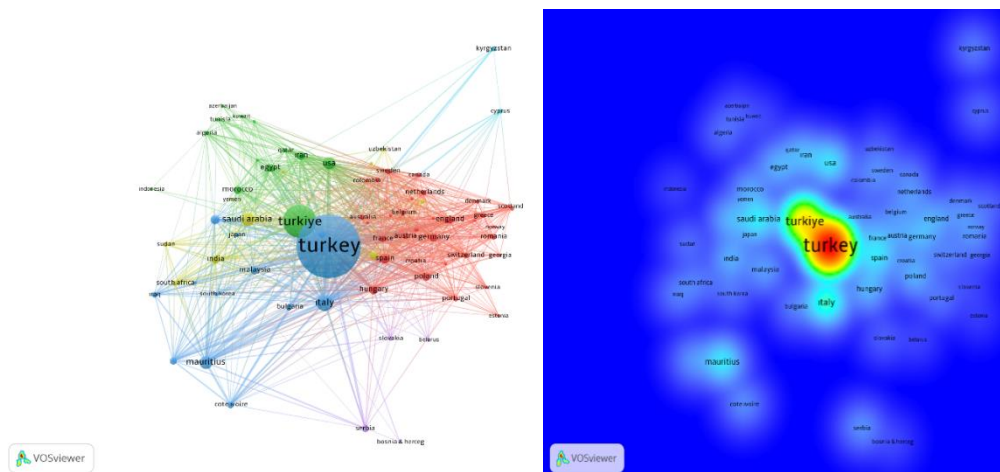 kyrgyzstan
cyprus
azerbaijan
tunisia
kuwait
algeria
qatar
iran
usa
egypt
uzbekistan
sweden
canada
colombia
netherlands
indonesia
morocco
yemen
saudi arabia
turkiye
australia
belgium
england
denmark
scotland
greece
norway
romania
japan
turkey
france
austria
germany
sudan
india
malaysia
spain
croatia
switzerland
georgia
poland
south africa
iraq
south korea
bulgaria
italy
hungary
portugal
slovenia
estonia
slovakia
belarus
mauritius
cote ivoire
serbia
bosnia & herceg
VOSviewer
kyrgyzstan
cyprus
azerbaijan
tunisia
kuwait
algeria
qatar
iran
usa
uzbekistan
egypt
sweden
canada
colombia
netherlands
indonesia
morocco
yemen
saudi arabia
turkiye
australia
belgium
england
denmark
scotland
greece
norway
romania
japan
turkey
france
austria
germany
sudan
india
malaysia
spain
croatia
switzerland
georgia
poland
south africa
iraq
south korea
bulgaria
italy
hungary
portugal
slovenia
estonia
slovakia
belarus
mauritius
cote ivoire
serbia
bosnia & herceg
VOSviewer